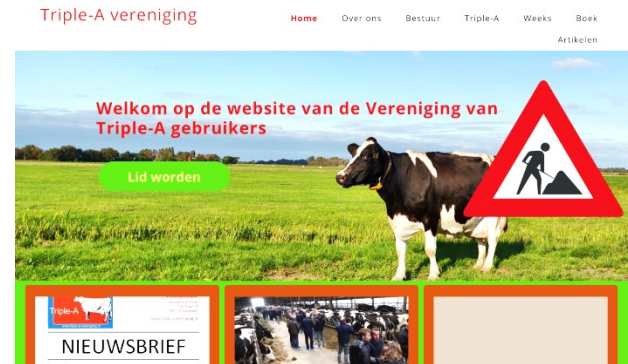 Triple-A vereniging
Home Over ons Bestuur Triple-A Weeks Boek
Artikelen
Welkom op de website van de Vereniging van
Triple-A gebruikers
Lid worden
Triple-A
NIEUWSBRIEF